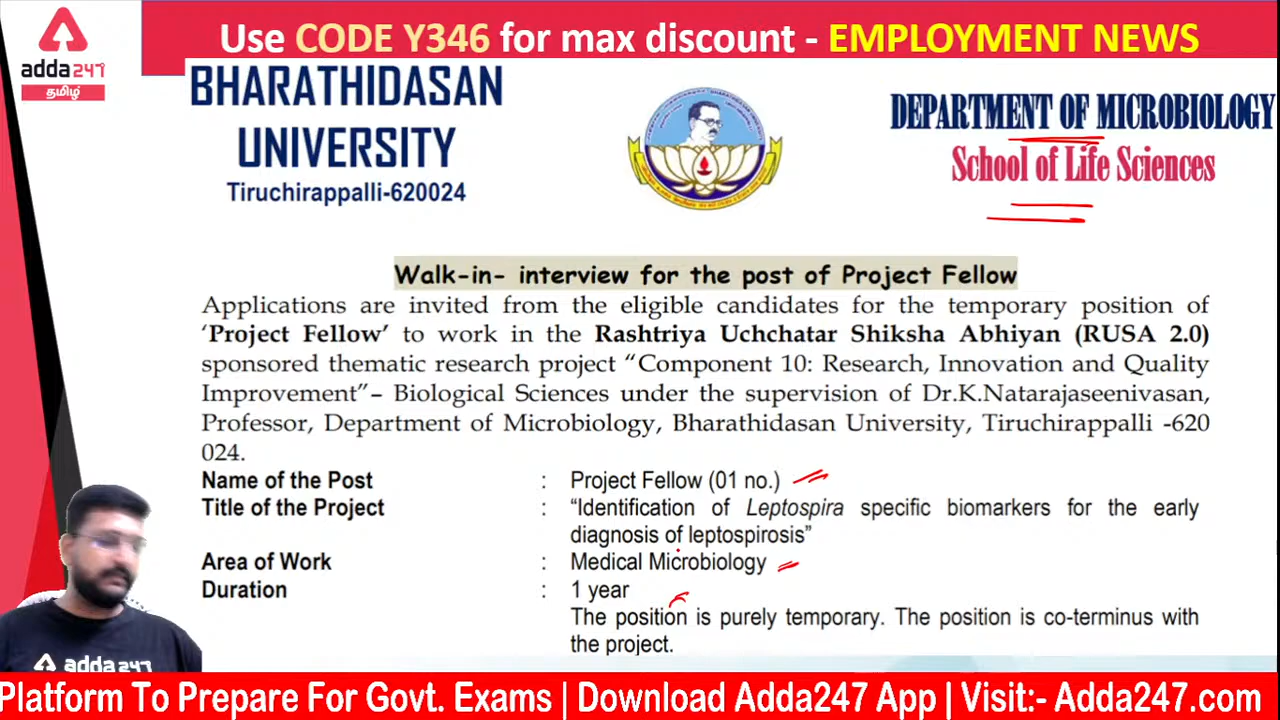 Use CODE Y346 for max discount - EMPLOYMENT NEWS
adda247
தமிழ்
BHARATHIDASAN
UNIVERSITY
Tiruchirappalli-620024
DEPARTMENT OF MICROBIOLOGY
School of Life Sciences
Walk-in- interview for the post of Project Fellow
Applications are invited from the eligible candidates for the temporary position of
‘Project Fellow’ to work in the Rashtriya Uchchatar Shiksha Abhiyan (RUSA 2.0)
sponsored thematic research project “Component 10: Research, Innovation and Quality
Improvement”– Biological Sciences under the supervision of Dr.K.Natarajaseenivasan,
Professor, Department of Microbiology, Bharathidasan University, Tiruchirappalli -620
024.
Name of the Post : Project Fellow (01 no.)
Title of the Project : “Identification of Leptospira specific biomarkers for the early
diagnosis of leptospirosis”
Area of Work : Medical Microbiology
Duration : 1 year
The position is purely temporary. The position is co-terminus with
the project.
adda247
Platform To Prepare For Govt. Exams | Download Adda247 App | Visit:- Adda247.com